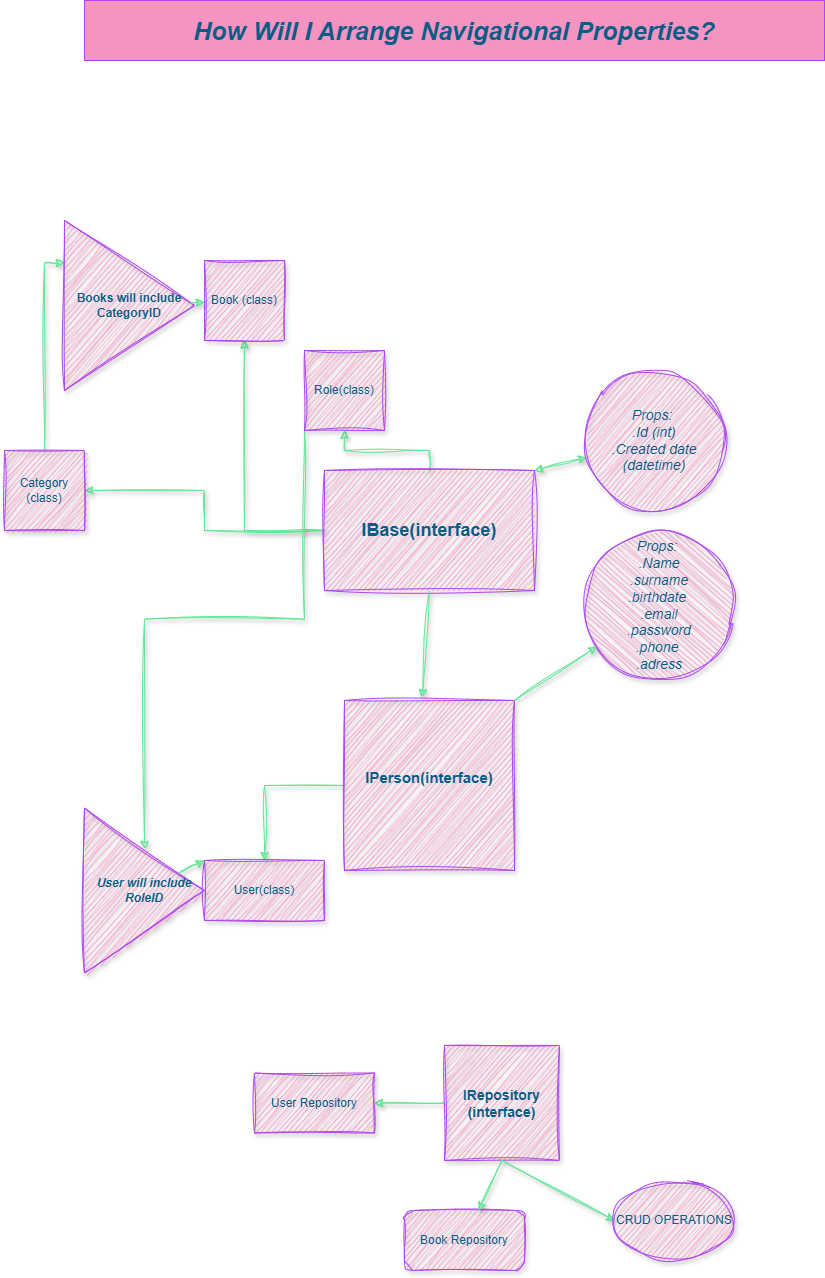 How Will I Arrange Navigational Properties?
Books will include
CategoryID
Book (class)
Role(class)
Props:
.Id (int)
.Created date
(datetime)
Category
(class)
IBase(interface)
Props:
.Name
.surname
.birthdate
.email
.password
.phone
.adress
IPerson(interface)
User will include
RoleID
User(class)
IRepository
(interface)
User Repository
Book Repository
CRUD OPERATIONS